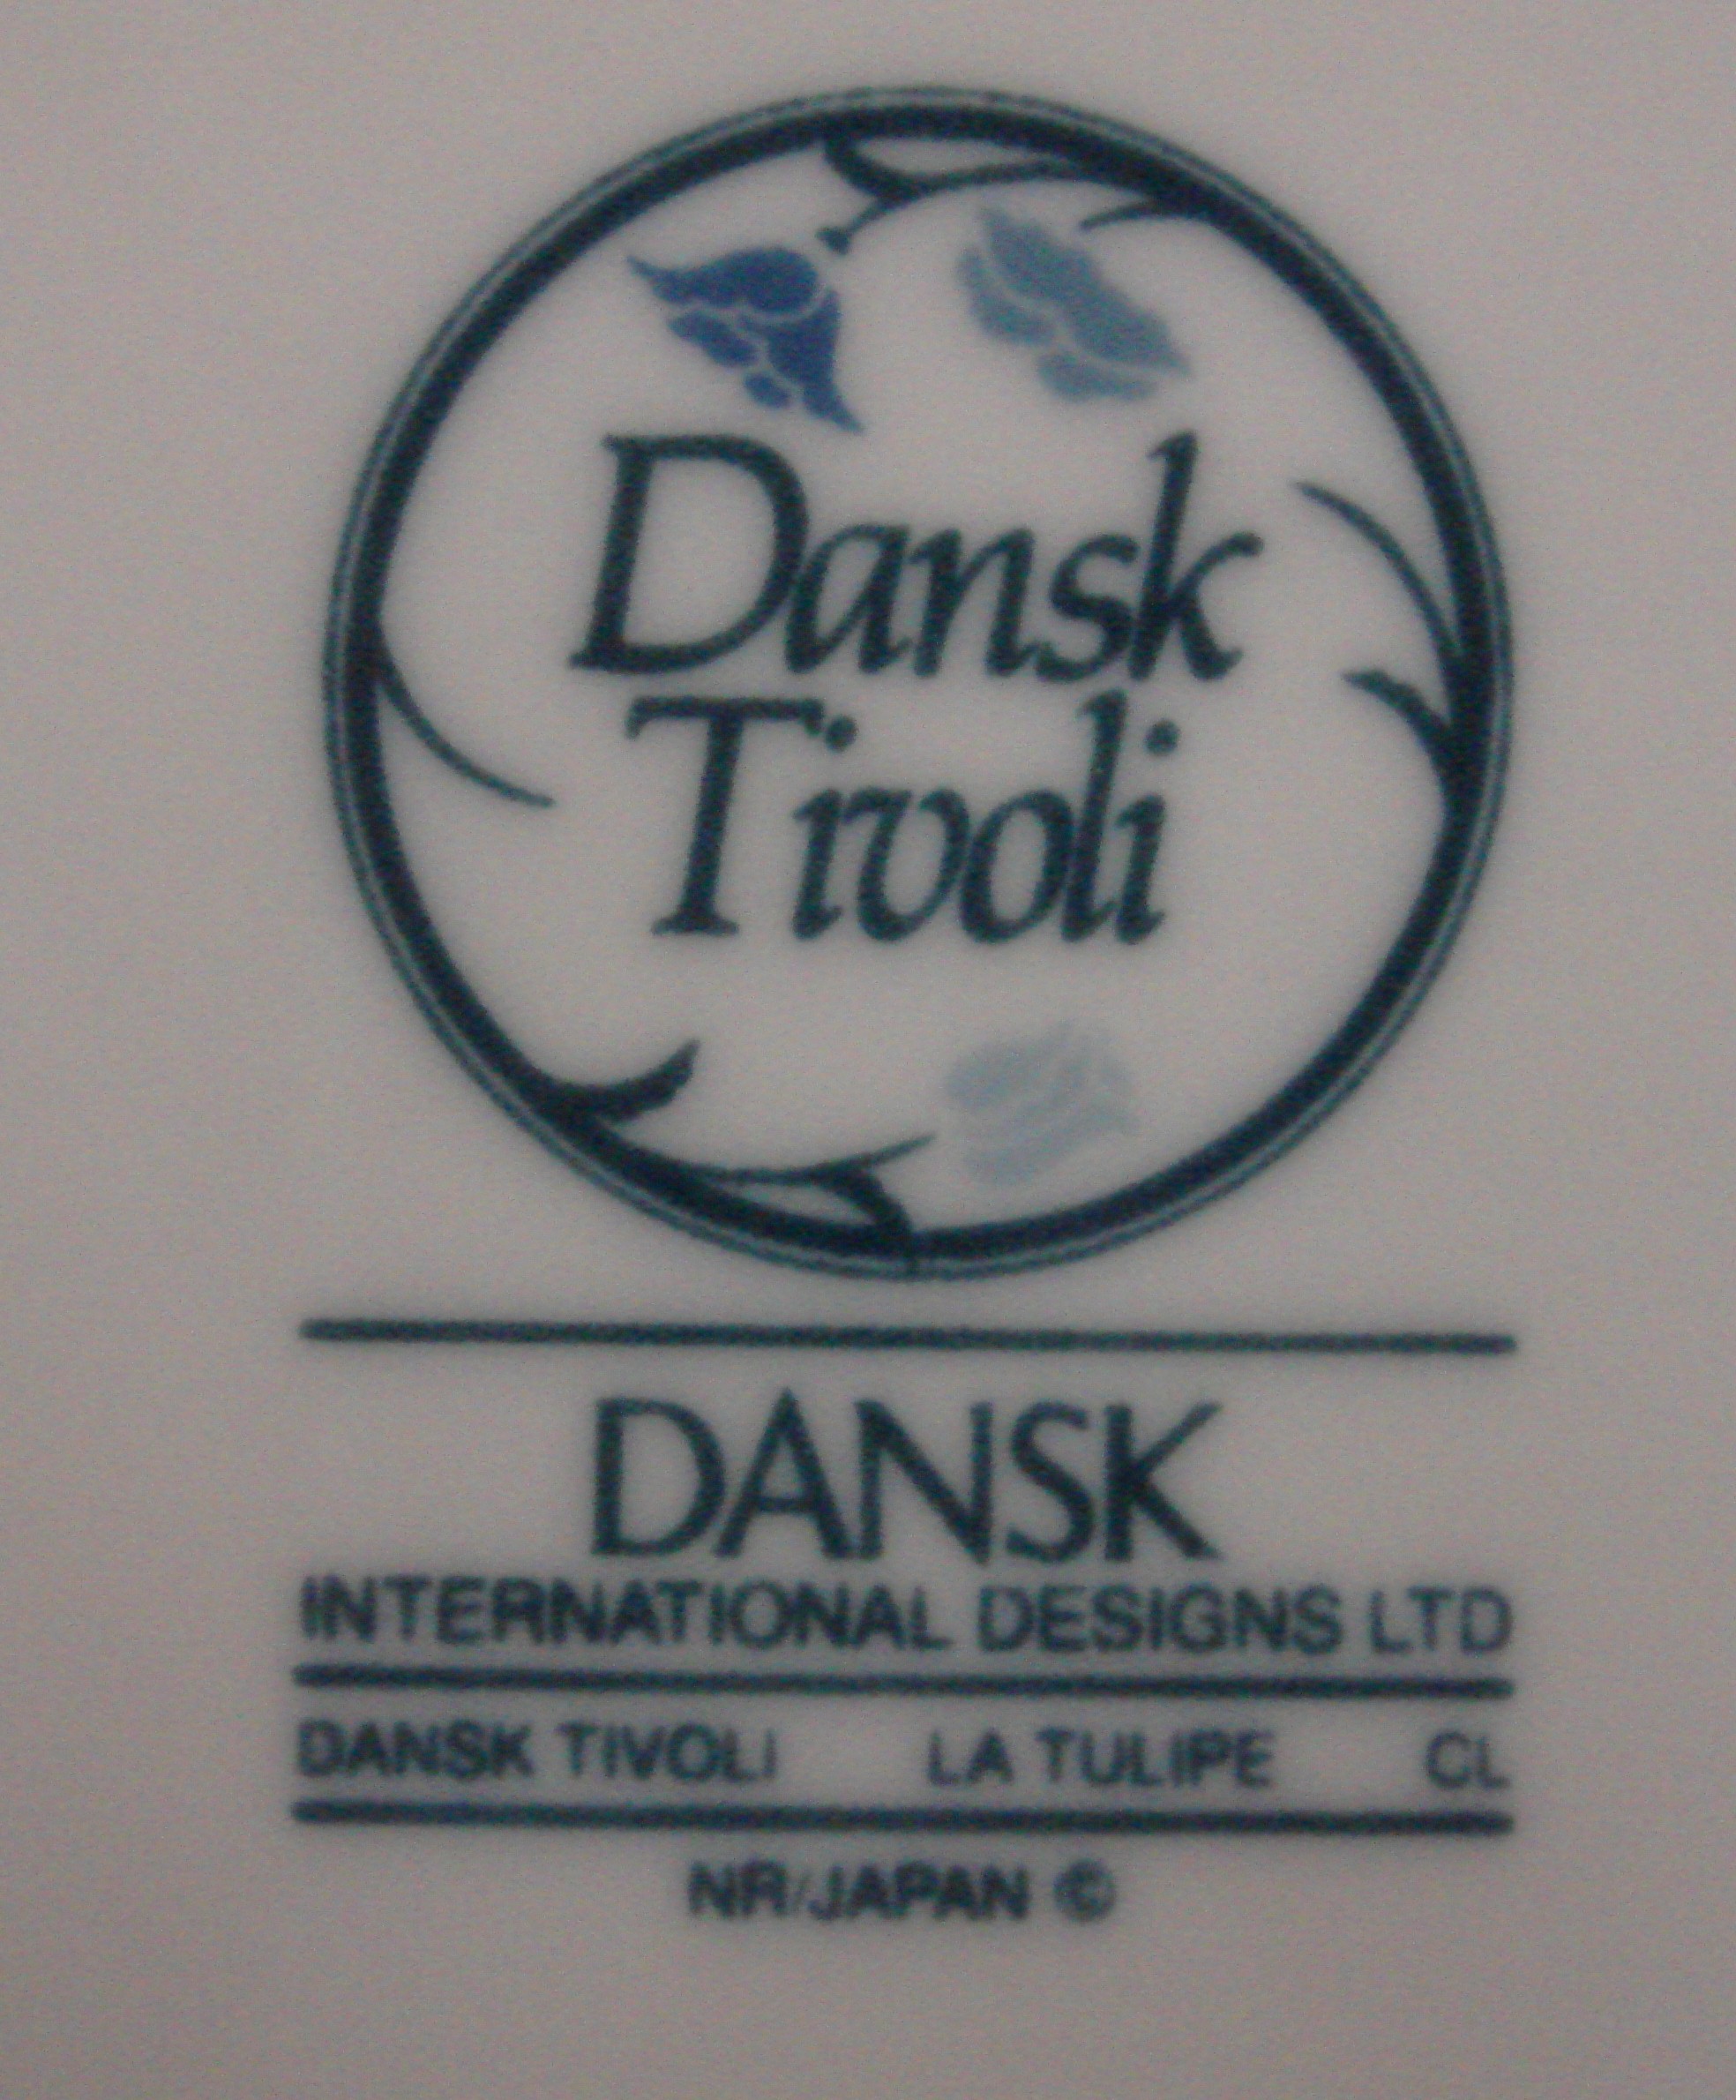 Dansk
Tivoli
DANSK
INTERNATIONAL DESIGNS LTD
DANSK TIVOLI LA TULIPE CL
NR/JAPAN ©